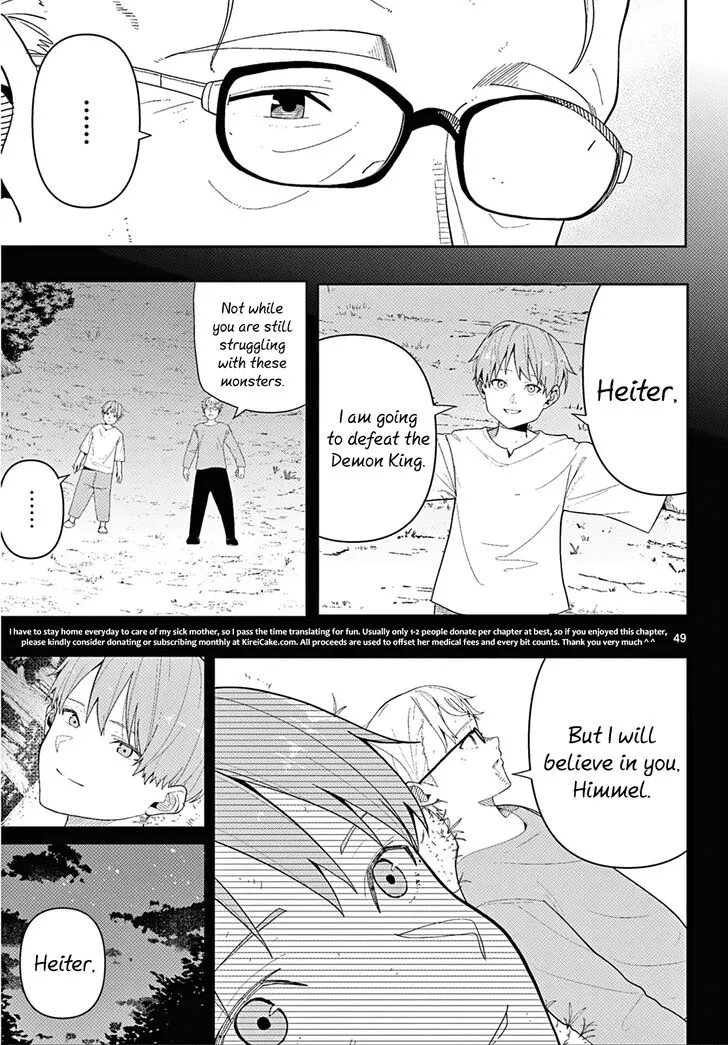 ......
Heiter,
I am going
to defeat the
Demon King.
Not while
you are still
struggling
with these
monsters.
....
I have to stay home everyday to care of my sick mother, so I pass the time translating for fun. Usually only 1-2 people donate per chapter at best, so if you enjoyed this chapter,
please kindly consider donating or subscribing monthly at KireiCake.com. All proceeds are used to offset her medical fees and every bit counts. Thank you very much ^ ^
49
But I will
believe in you,
Himmel.
Heiter,